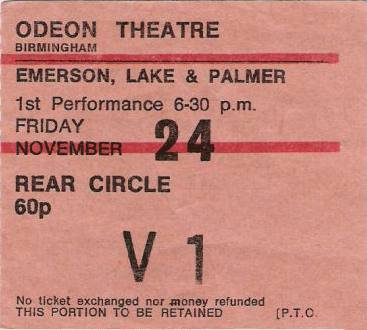 ODEON THEATRE
BIRMINGHAM
EMERSON, LAKE & PALMER
1st Performance 6-30 p.m.
FRIDAY
NOVEMBER 24
REAR CIRCLE
60p
V 1
No ticket exchanged nor money refunded
THIS PORTION TO BE RETAINED [P.T.O.